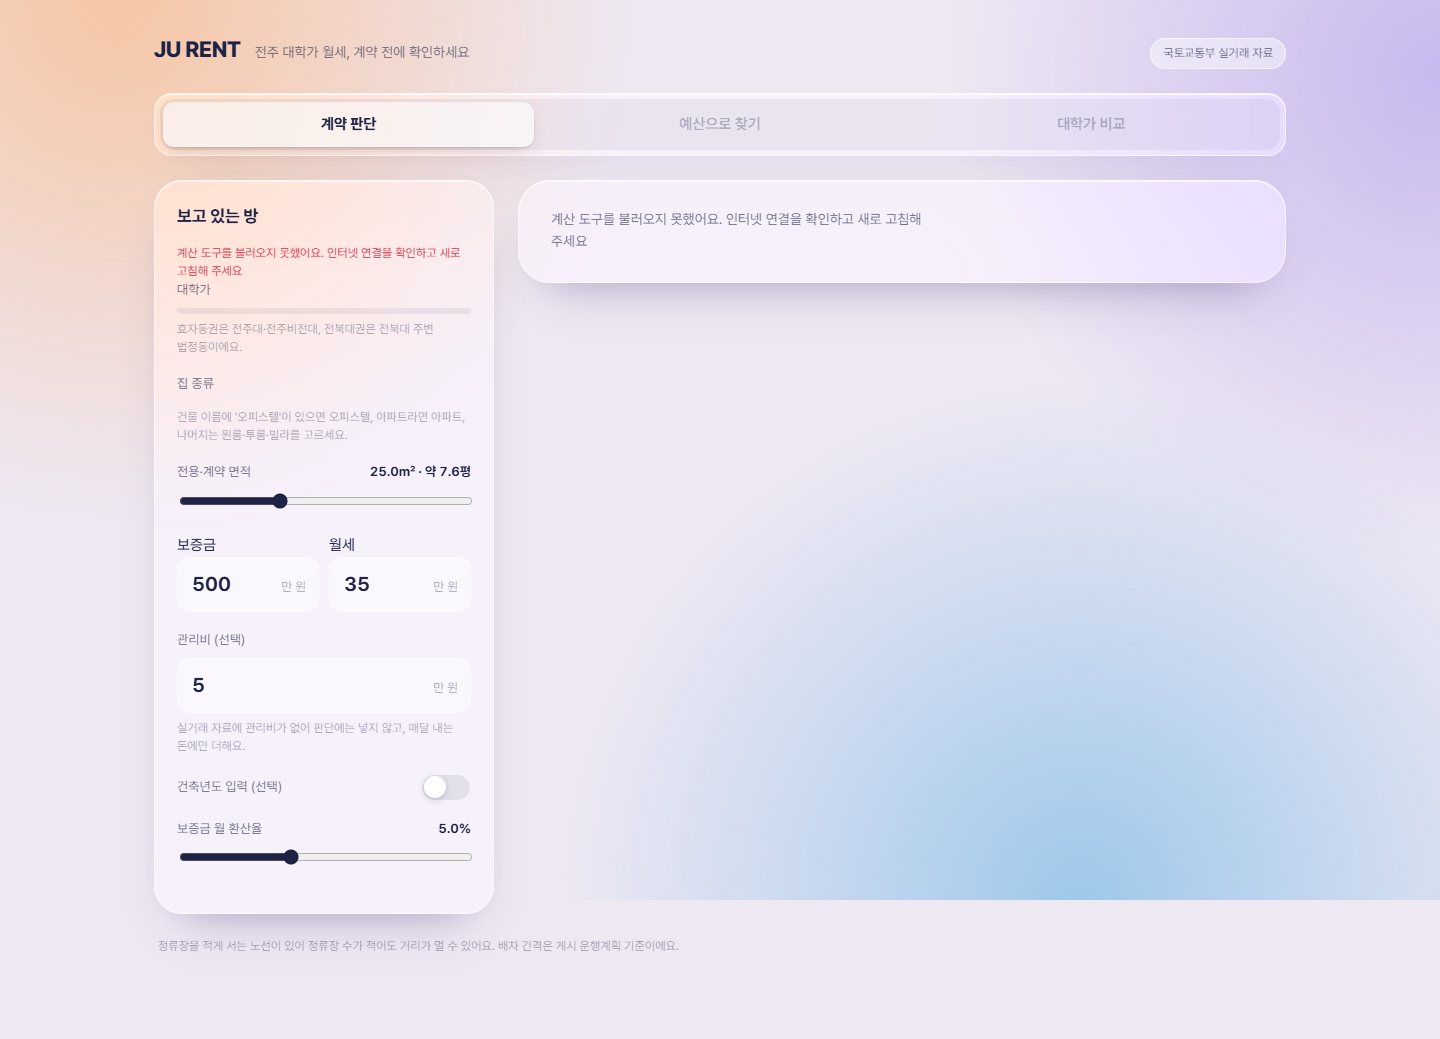 JU RENT
전주 대학가 월세, 계약 전에 확인하세요
국토교통부 실거래 자료
계약 판단
예산으로 찾기
대학가 비교
보고 있는 방
계산 도구를 불러오지 못했어요. 인터넷 연결을 확인하고 새로
고침해 주세요
대학가
효자동권은 전주대·전주비전대, 전북대권은 전북대 주변
법정동이에요.
집 종류
건물 이름에 '오피스텔'이 있으면 오피스텔, 아파트라면 아파트,
나머지는 원룸·투룸·빌라를 고르세요.
전용·계약 면적
25.0m² · 약 7.6평
보증금
월세
500
만 원
35
만 원
관리비 (선택)
5
만 원
실거래 자료에 관리비가 없어 판단에는 넣지 않고, 매달 내는
돈에만 더해요.
건축년도 입력 (선택)
보증금 월 환산율
5.0%
계산 도구를 불러오지 못했어요. 인터넷 연결을 확인하고 새로 고침해
주세요
정류장을 적게 서는 노선이 있어 정류장 수가 적어도 거리가 멀 수 있어요. 배차 간격은 게시 운행계획 기준이에요.